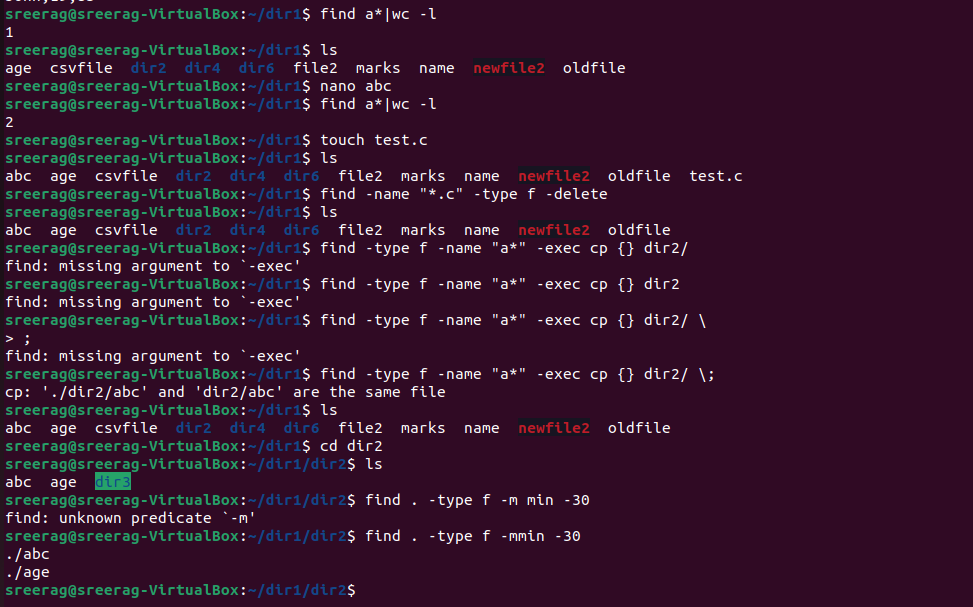 sreerag@sreerag-VirtualBox:~/dir1$ find a*|wc -l
1
sreerag@sreerag-VirtualBox:~/dir1$ ls
age  csvfile  dir2  dir4  dir6  file2  marks  name  newfile2  oldfile
sreerag@sreerag-VirtualBox:~/dir1$ nano abc
sreerag@sreerag-VirtualBox:~/dir1$ find a*|wc -l
2
sreerag@sreerag-VirtualBox:~/dir1$ touch test.c
sreerag@sreerag-VirtualBox:~/dir1$ ls
abc  age  csvfile  dir2  dir4  dir6  file2  marks  name  newfile2  oldfile  test.c
sreerag@sreerag-VirtualBox:~/dir1$ find -name "*.c" -type f -delete
sreerag@sreerag-VirtualBox:~/dir1$ ls
abc  age  csvfile  dir2  dir4  dir6  file2  marks  name  newfile2  oldfile
sreerag@sreerag-VirtualBox:~/dir1$ find -type f -name "a*" -exec cp {} dir2/
find: missing argument to `-exec'
sreerag@sreerag-VirtualBox:~/dir1$ find -type f -name "a*" -exec cp {} dir2
find: missing argument to `-exec'
sreerag@sreerag-VirtualBox:~/dir1$ find -type f -name "a*" -exec cp {} dir2/ \
> ;
find: missing argument to `-exec'
sreerag@sreerag-VirtualBox:~/dir1$ find -type f -name "a*" -exec cp {} dir2/ \;
cp: './dir2/abc' and 'dir2/abc' are the same file
sreerag@sreerag-VirtualBox:~/dir1$ ls
abc  age  csvfile  dir2  dir4  dir6  file2  marks  name  newfile2  oldfile
sreerag@sreerag-VirtualBox:~/dir1$ cd dir2
sreerag@sreerag-VirtualBox:~/dir1/dir2$ ls
abc  age  dir3
sreerag@sreerag-VirtualBox:~/dir1/dir2$ find . -type f -m min -30
find: unknown predicate `-m'
sreerag@sreerag-VirtualBox:~/dir1/dir2$ find . -type f -mmin -30
./abc
./age
sreerag@sreerag-VirtualBox:~/dir1/dir2$